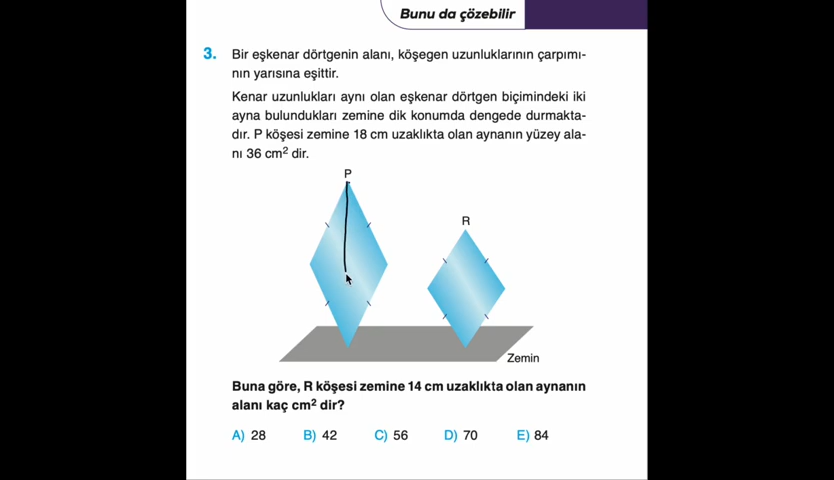 Bunu da çözebilir
3. Bir eşkenar dörtgenin alanı, köşegen uzunluklarının çarpımı-
nın yarısına eşittir.
Kenar uzunlukları aynı olan eşkenar dörtgen biçimindeki iki
ayna bulundukları zemine dik konumda dengede durmakta-
dır. P köşesi zemine 18 cm uzaklıkta olan aynanın yüzey ala-
nı 36 cm² dir.
P
R
Zemin
Buna göre, R köşesi zemine 14 cm uzaklıkta olan aynanın
alanı kaç cm² dir?
A) 28 B) 42 C) 56 D) 70 E) 84